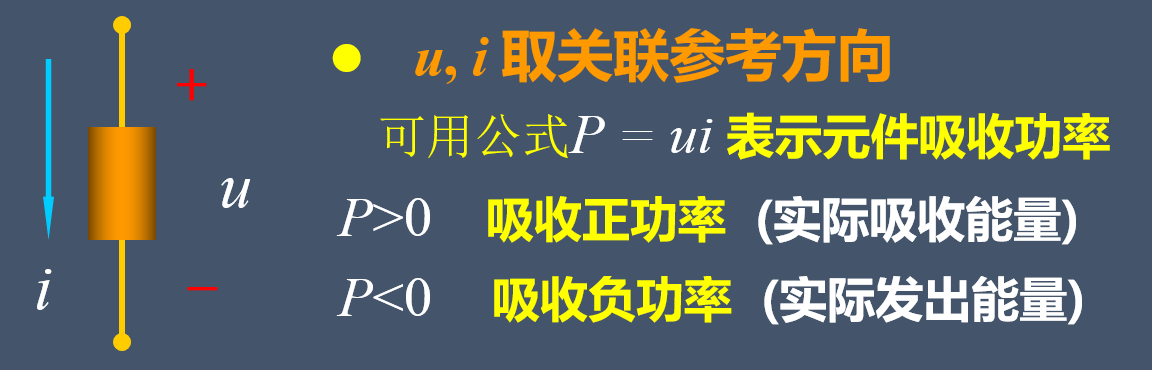 u, i 取关联参考方向
+
可用公式P = ui 表示元件吸收功率
u
P>0 吸收正功率 (实际吸收能量)
i
−
P<0 吸收负功率 (实际发出能量)